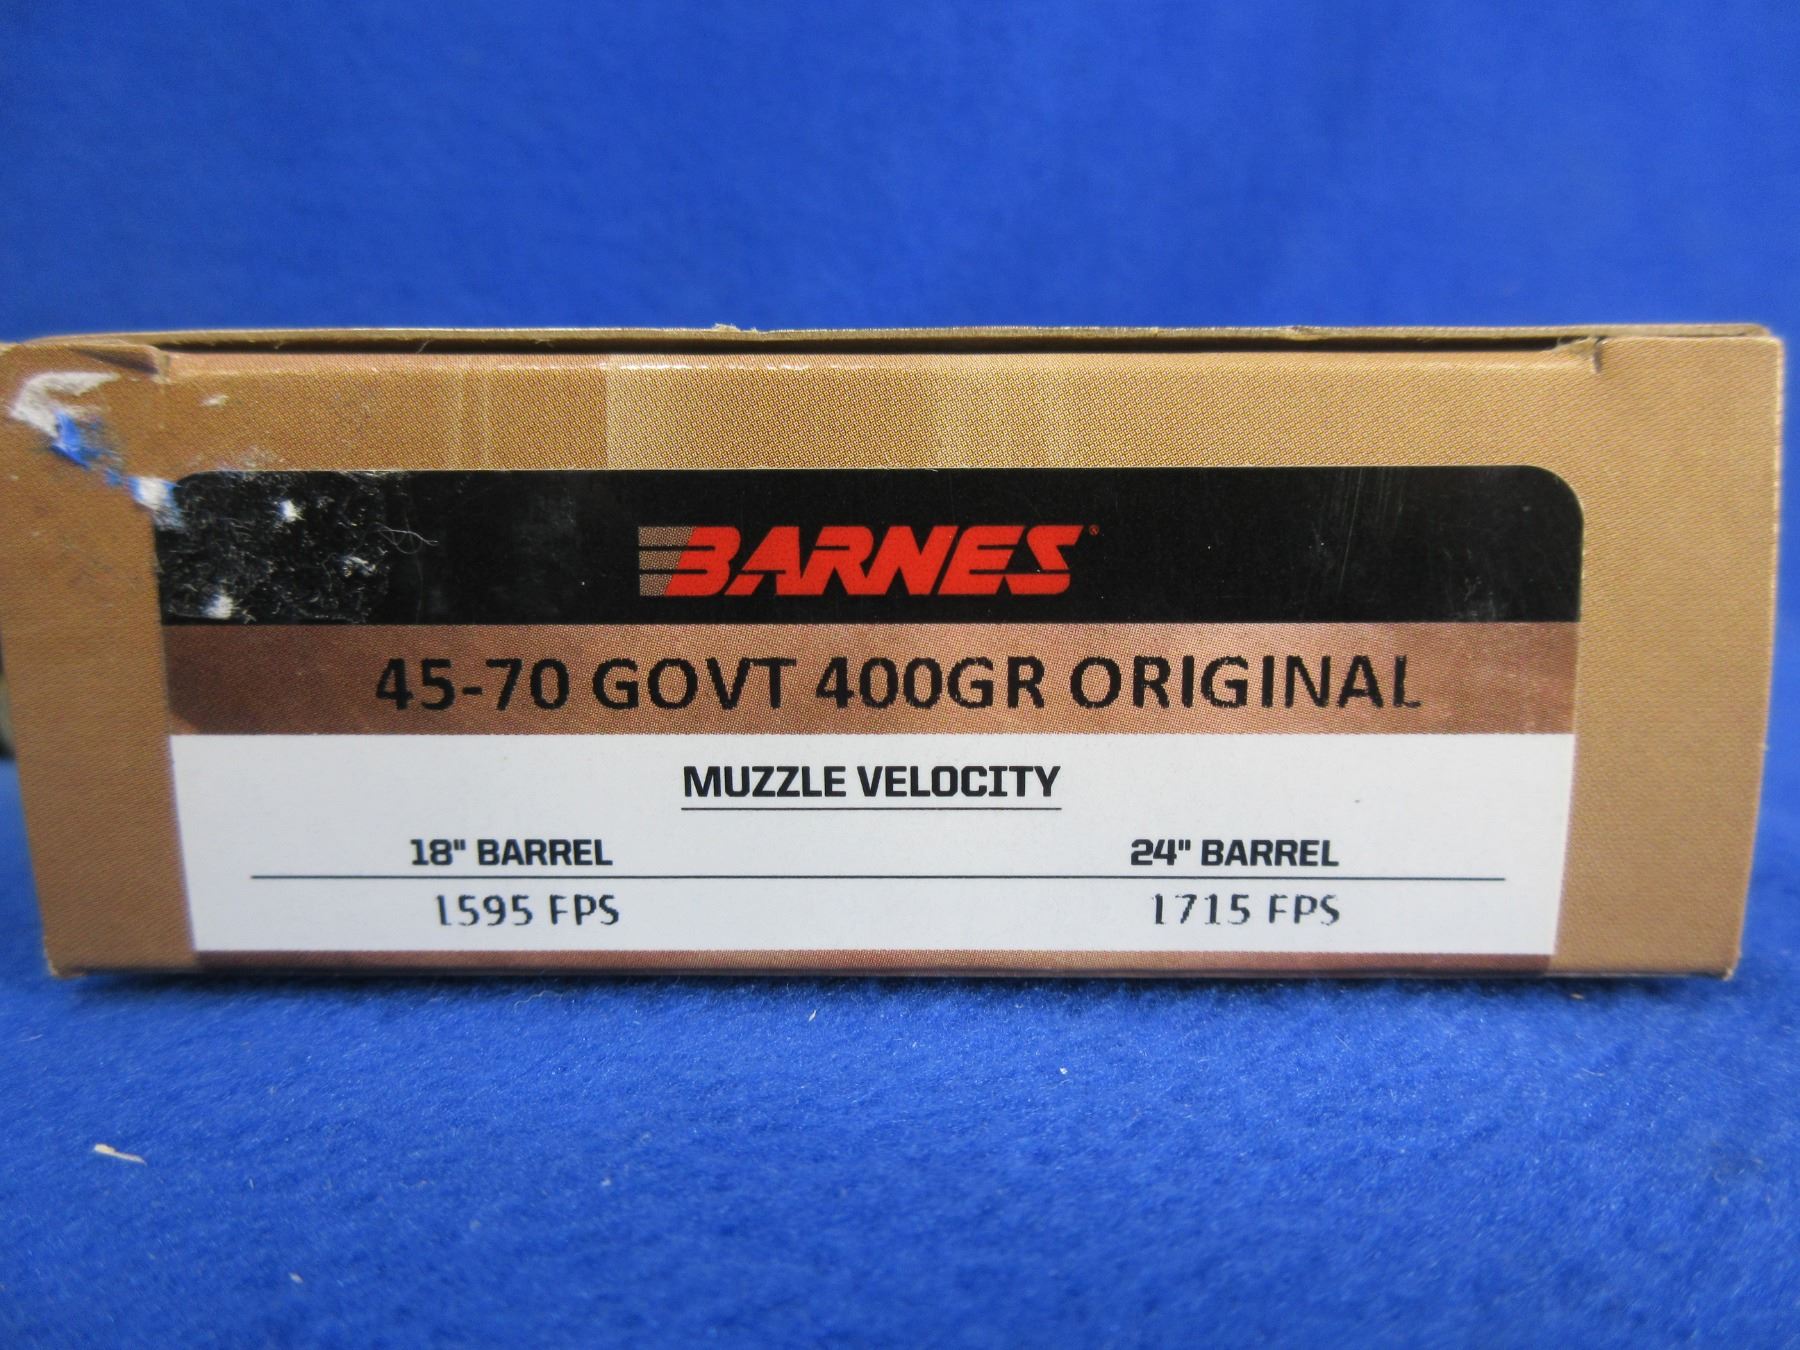 BARNES®
45-70 GOVT 400GR ORIGINAL
MUZZLE VELOCITY
18" BARREL 24" BARREL
1595 FPS 1715 FPS